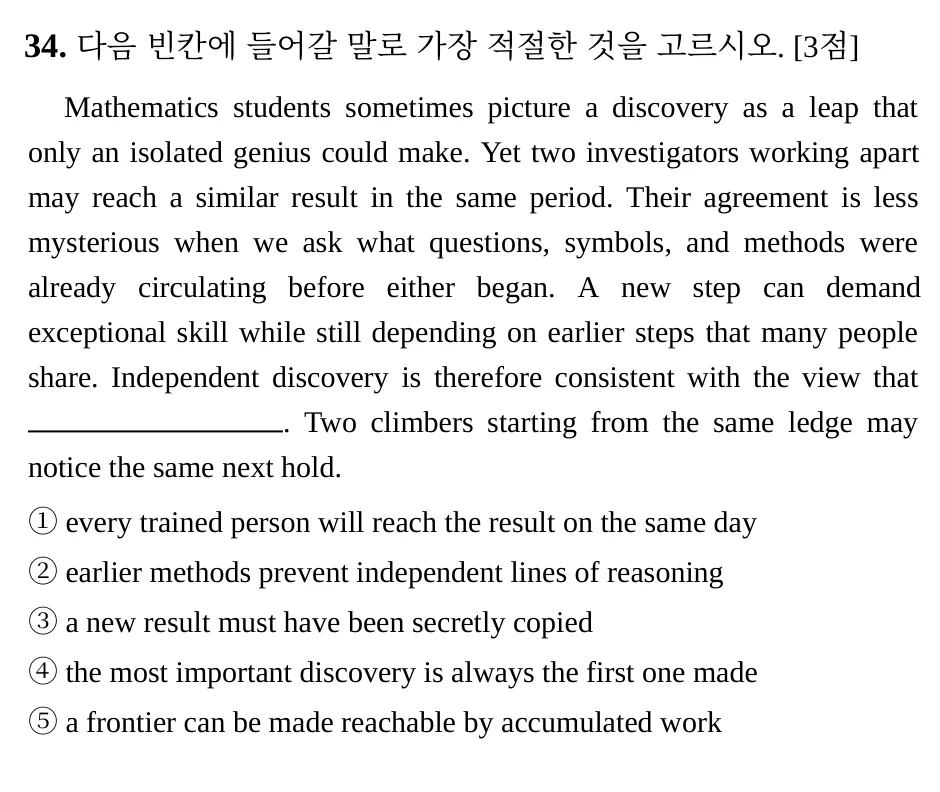 34. 다음 빈칸에 들어갈 말로 가장 적절한 것을 고르시오. [3점]
Mathematics students sometimes picture a discovery as a leap that
only an isolated genius could make. Yet two investigators working apart
may reach a similar result in the same period. Their agreement is less
mysterious when we ask what questions, symbols, and methods were
already circulating before either began. A new step can demand
exceptional skill while still depending on earlier steps that many people
share. Independent discovery is therefore consistent with the view that
____________. Two climbers starting from the same ledge may
notice the same next hold.
① every trained person will reach the result on the same day
② earlier methods prevent independent lines of reasoning
③ a new result must have been secretly copied
④ the most important discovery is always the first one made
⑤ a frontier can be made reachable by accumulated work